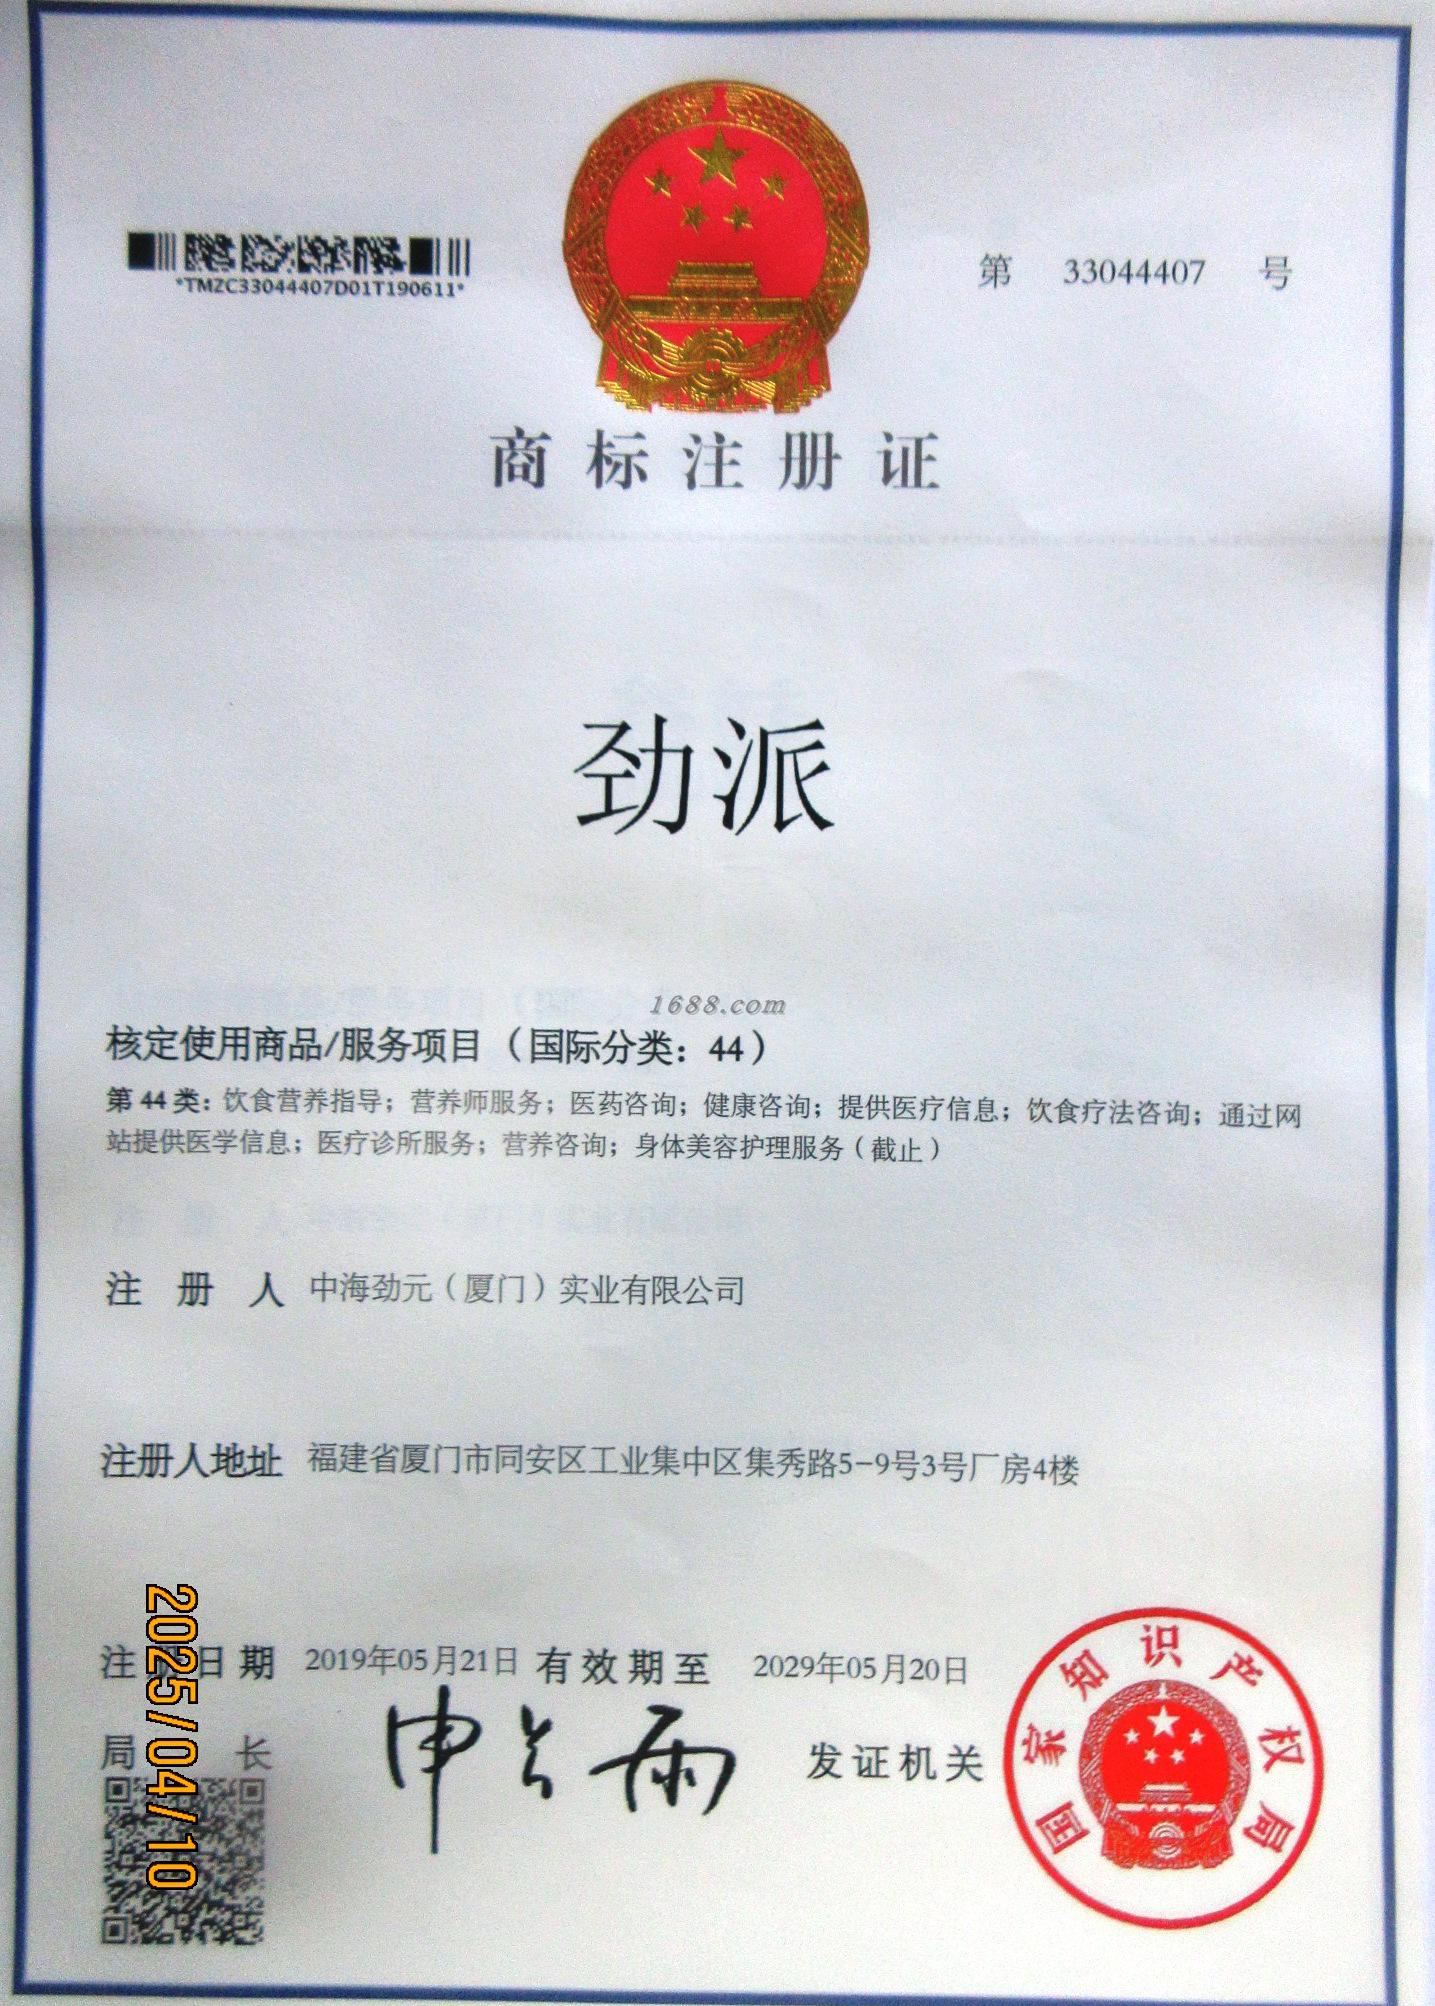 *TMZC33044407D01T190611*
第 33044407 号
商标注册证
劲派
1688.com
核定使用商品/服务项目（国际分类：44）
第 44 类：饮食营养指导；营养师服务；医药咨询；健康咨询；提供医疗信息；饮食疗法咨询；通过网
站提供医学信息；医疗诊所服务；营养咨询；身体美容护理服务（截止）
注 册 人 中海劲元（厦门）实业有限公司
注册人地址 福建省厦门市同安区工业集中区集秀路5-9号3号厂房4楼
注册日期 2019年05月21日 有效期至 2029年05月20日
局 长 申长雨 发证机关
国家知识产权局
2025/04/10